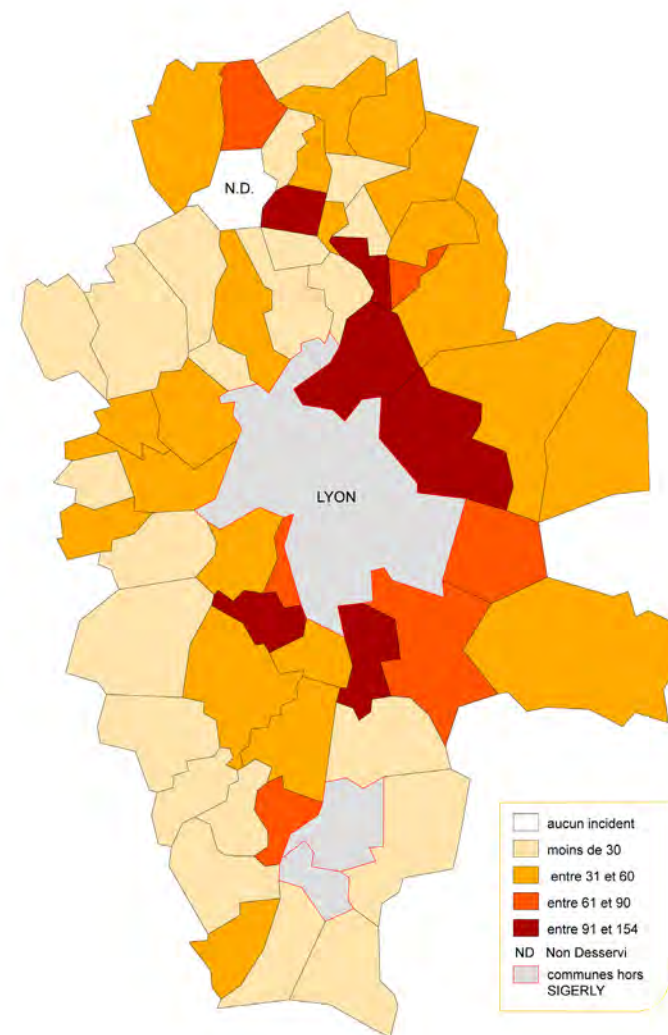 N.D.
LYON
aucun incident
moins de 30
entre 31 et 60
entre 61 et 90
entre 91 et 154
ND Non Desservi
communes hors
SIGERLY